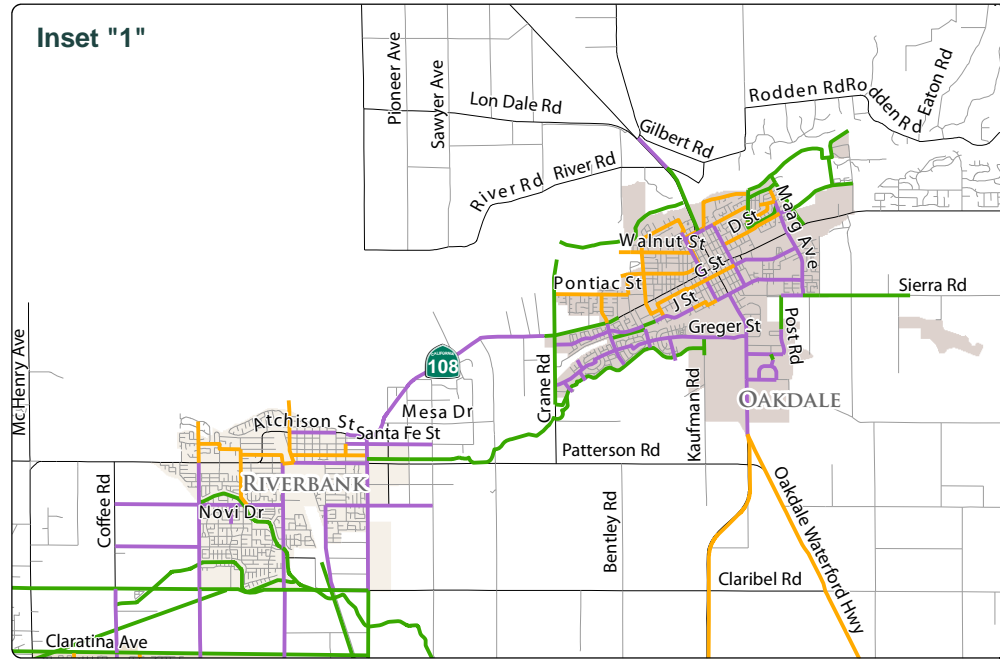 Inset "1"
Pioneer Ave
Sawyer Ave
Lon Dale Rd
Gilbert Rd
Rodden Rd
Rodden Rd
Eaton Rd
River Rd
River Rd
Maag Ave
D St
Walnut St
G St
Pontiac St
J St
Sierra Rd
Greger St
Post Rd
CALIFORNIA
108
Mc Henry Ave
Crane Rd
Kaufman Rd
OAKDALE
Mesa Dr
Atchison St
Santa Fe St
Patterson Rd
RIVERBANK
Coffee Rd
Novi Dr
Bentley Rd
Oakdale Waterford Hwy
Claribel Rd
Claratina Ave